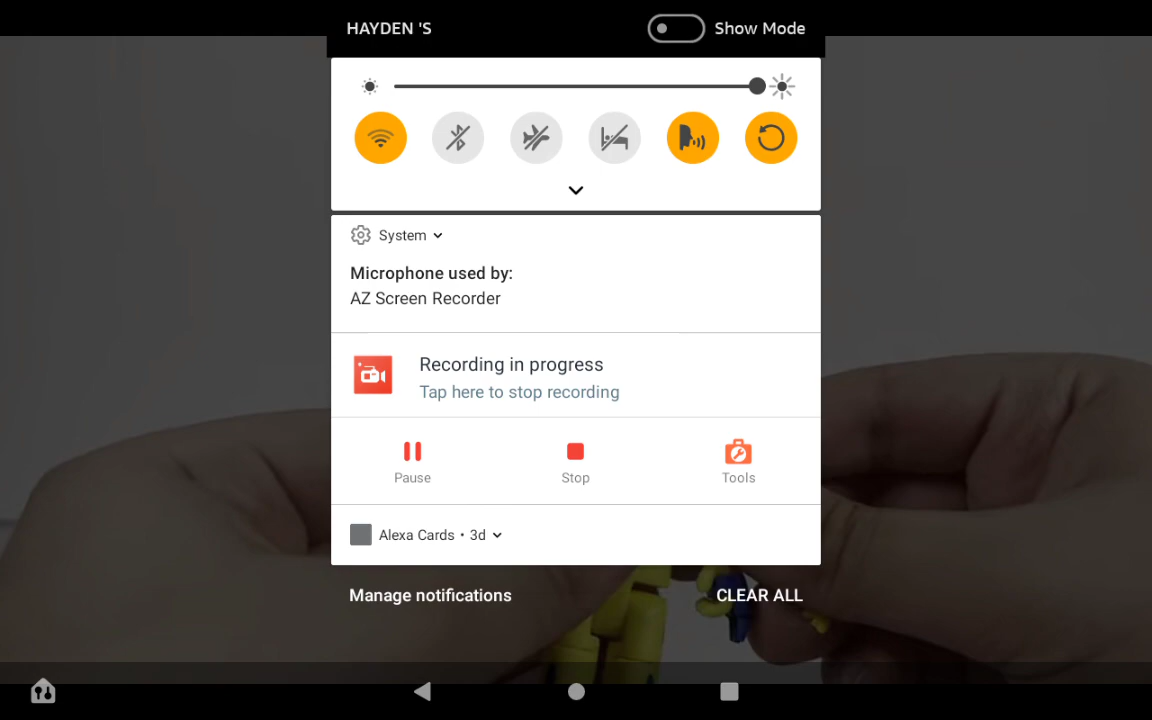 HAYDEN 'S
Show Mode
System
Microphone used by:
AZ Screen Recorder
Recording in progress
Tap here to stop recording
Pause
Stop
Tools
Alexa Cards • 3d
Manage notifications
CLEAR ALL